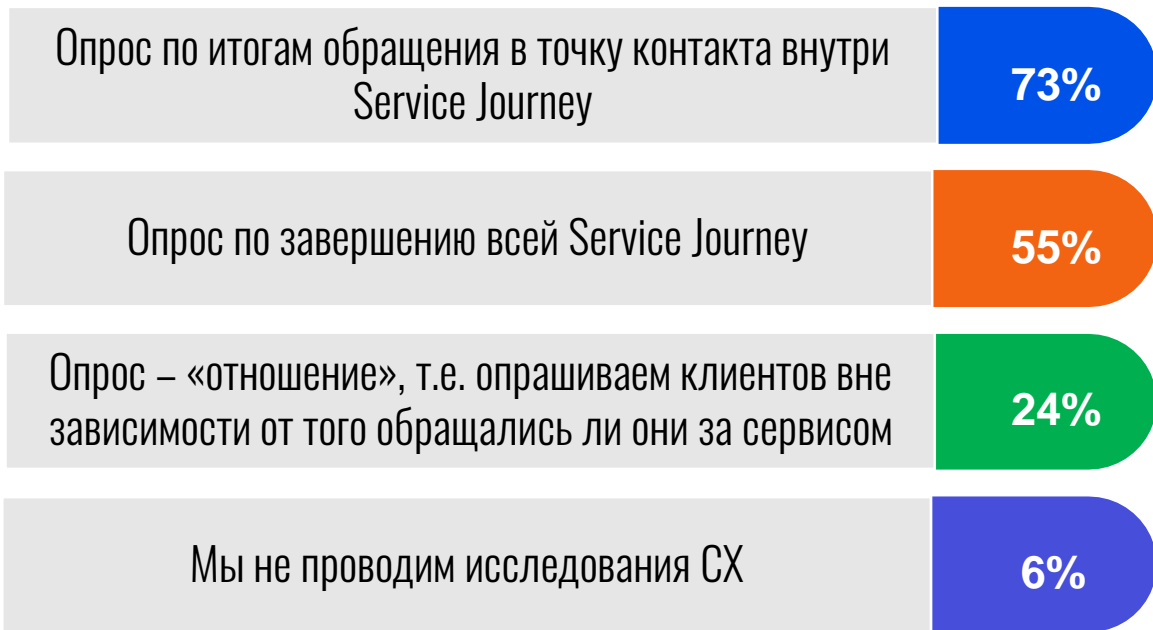 Опрос по итогам обращения в точку контакта внутри
Service Journey
73%
Опрос по завершению всей Service Journey
55%
Опрос – «отношение», т.е. опрашиваем клиентов вне
зависимости от того обращались ли они за сервисом
24%
Мы не проводим исследования CX
6%